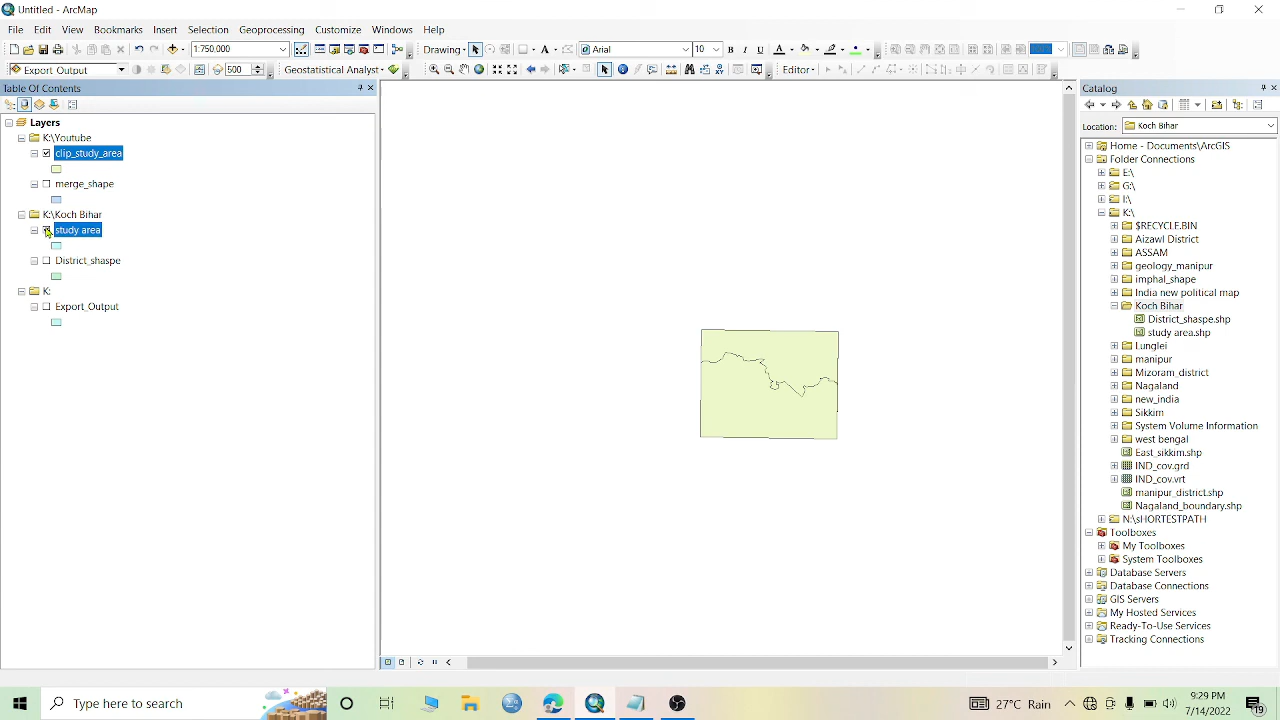 Untitled - ArcMap
File Edit View Bookmarks Insert Selection Geoprocessing Customize Windows Help
1:750,000 Drawing Arial 10 B I U A
Export Output 30 Geostatistical Analyst Editor
Table Of Contents
Catalog
Layers
K:\Youtube
clip_study_area
merge_shape
K:\Koch Bihar
study area
District_shaspe
K:
Export_Output
Location: Koch Bihar
Home - Documents\ArcGIS
Folder Connections
E:\
G:\
I:\
K:\
$RECYCLE.BIN
Aizawl District
ASSAM
geology_manipur
imphal_shape
India new political map
Koch Bihar
District_shaspe.shp
study area.shp
Lunglei
manipur
Mizoram_district
Nagaland
new_india
Sikkim
System Volume Information
west bengal
East_sikkim.shp
IND_cov.grd
IND_cov.vrt
manipur_district.shp
Nagaland_boundary.shp
N:\sHORTESTPATH
Toolboxes
My Toolboxes
System Toolboxes
Database Servers
Database Connections
GIS Servers
My Hosted Services
Ready-To-Use Services
Tracking Connections
Type here to search
27°C Rain
9:29 PM
7/14/2022
19